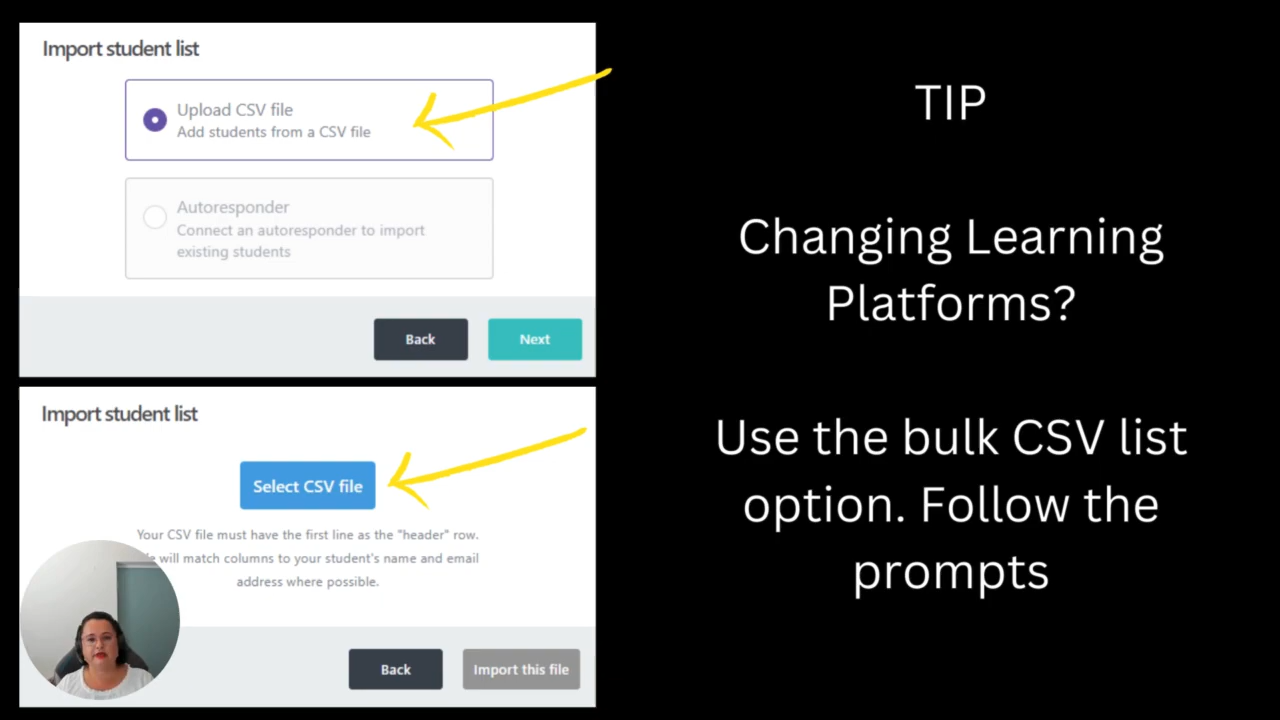 Import student list
Upload CSV file
Add students from a CSV file
Autoresponder
Connect an autoresponder to import
existing students
Back
Next
Import student list
Select CSV file
Your CSV file must have the first line as the "header" row.
will match columns to your student's name and email
address where possible.
Back
Import this file
TIP
Changing Learning
Platforms?
Use the bulk CSV list
option. Follow the
prompts